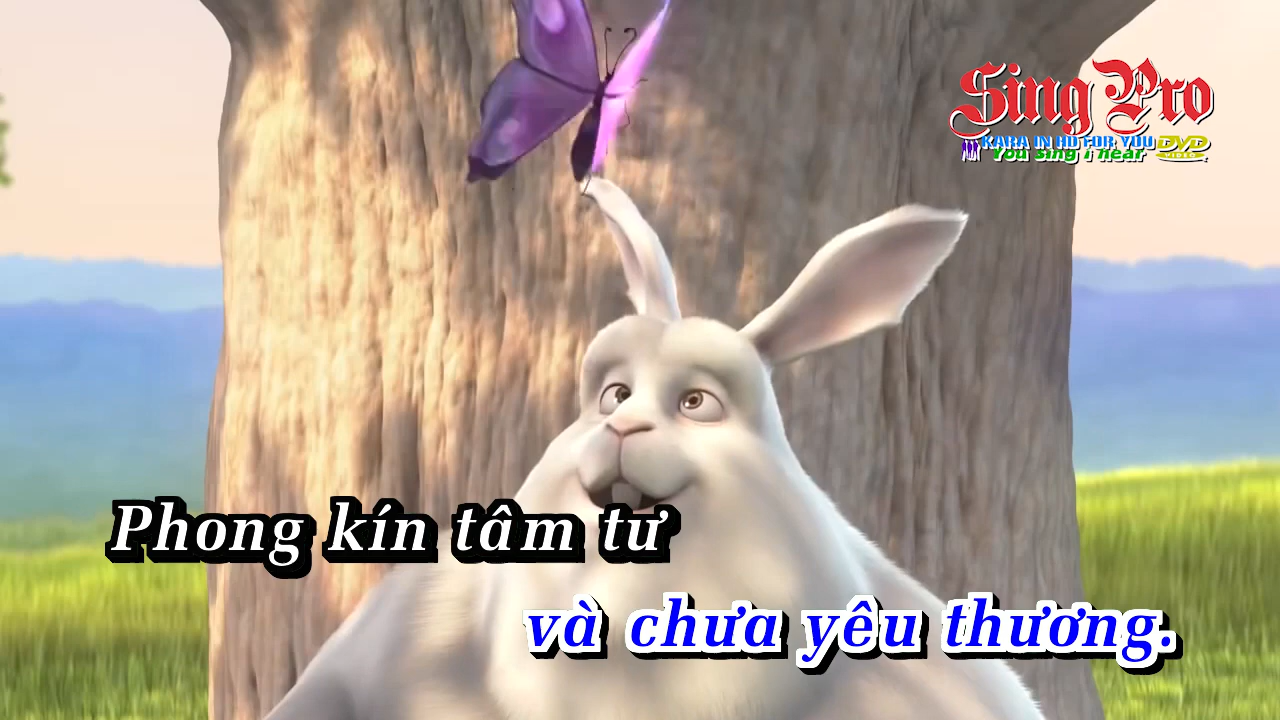 Sing Pro
KARA IN HD FOR YOU
You Sing i hear
DVD
VIDEO
Phong kín tâm tư
và chưa yêu thương.